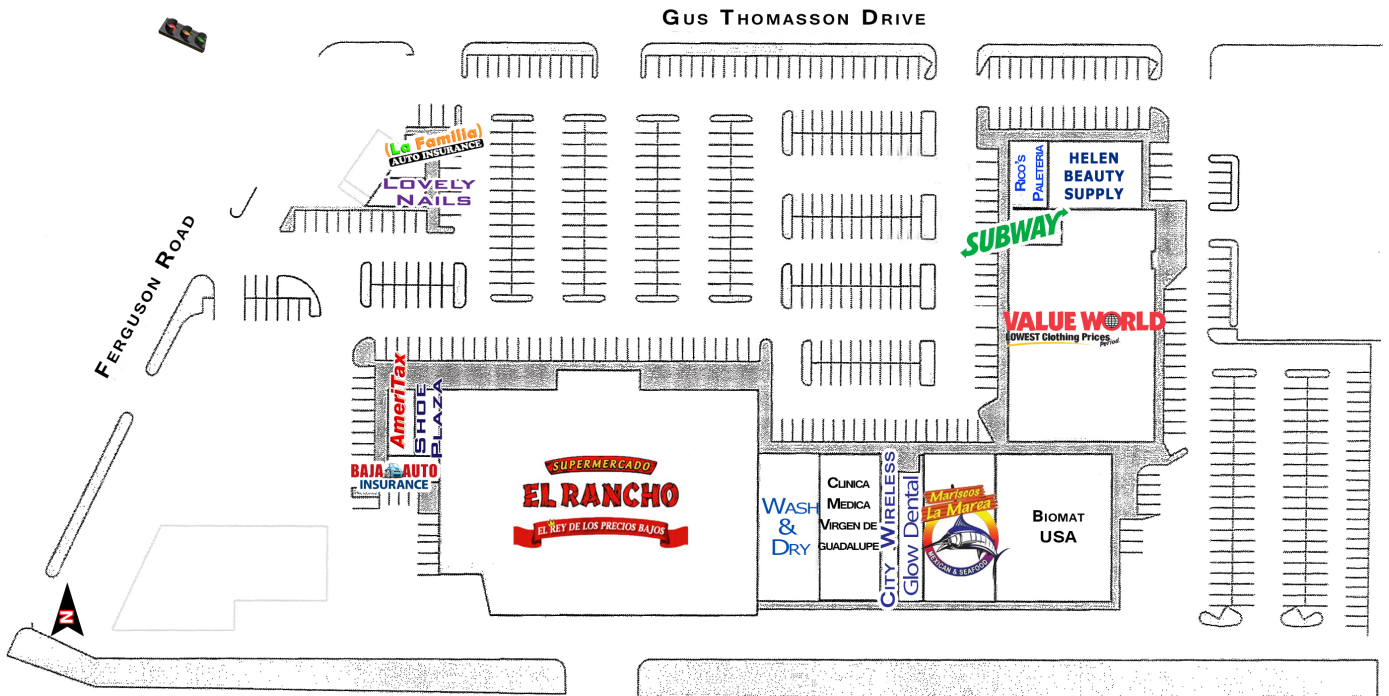 GUS THOMASSON DRIVE
FERGUSON ROAD
(La Familia)
AUTO INSURANCE
LOVELY
NAILS
RICO'S
PALETERIA
HELEN
BEAUTY
SUPPLY
SUBWAY
VALUE WORLD
LOWEST Clothing Prices
Period.
AmeriTax
SHOE
PLAZA
BAJA AUTO
INSURANCE
SUPERMERCADO
EL RANCHO
EL REY DE LOS PRECIOS BAJOS
WASH
&
DRY
CLINICA
MEDICA
VIRGEN DE
GUADALUPE
CITY WIRELESS
Glow Dental
Mariscos
La Marea
MEXICAN & SEAFOOD
BIOMAT
USA
N